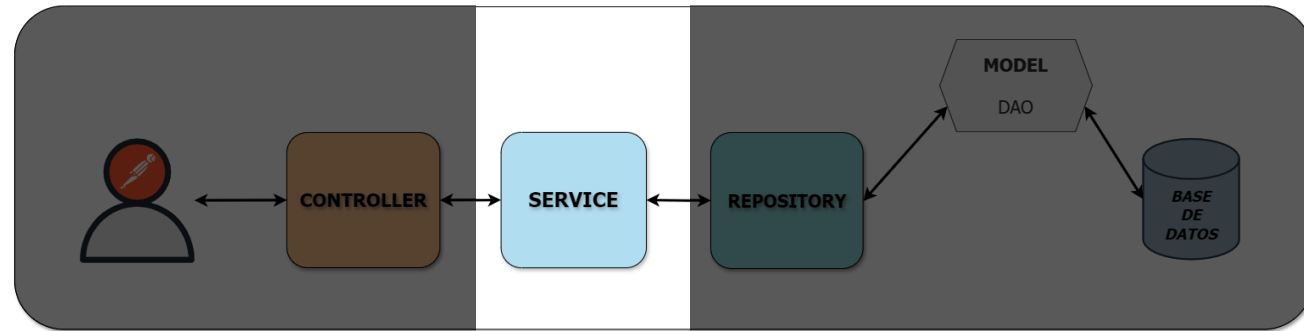 MODEL
DAO
CONTROLLER
SERVICE
REPOSITORY
BASE
DE
DATOS